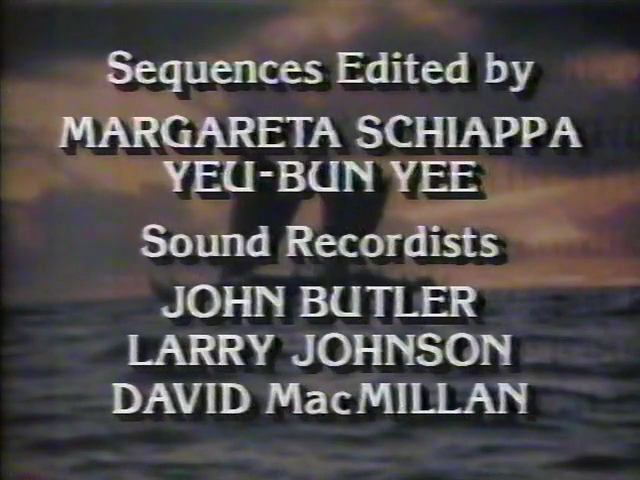 Sequences Edited by
MARGARETA SCHIAPPA
YEU-BUN YEE
Sound Recordists
JOHN BUTLER
LARRY JOHNSON
DAVID MacMILLAN